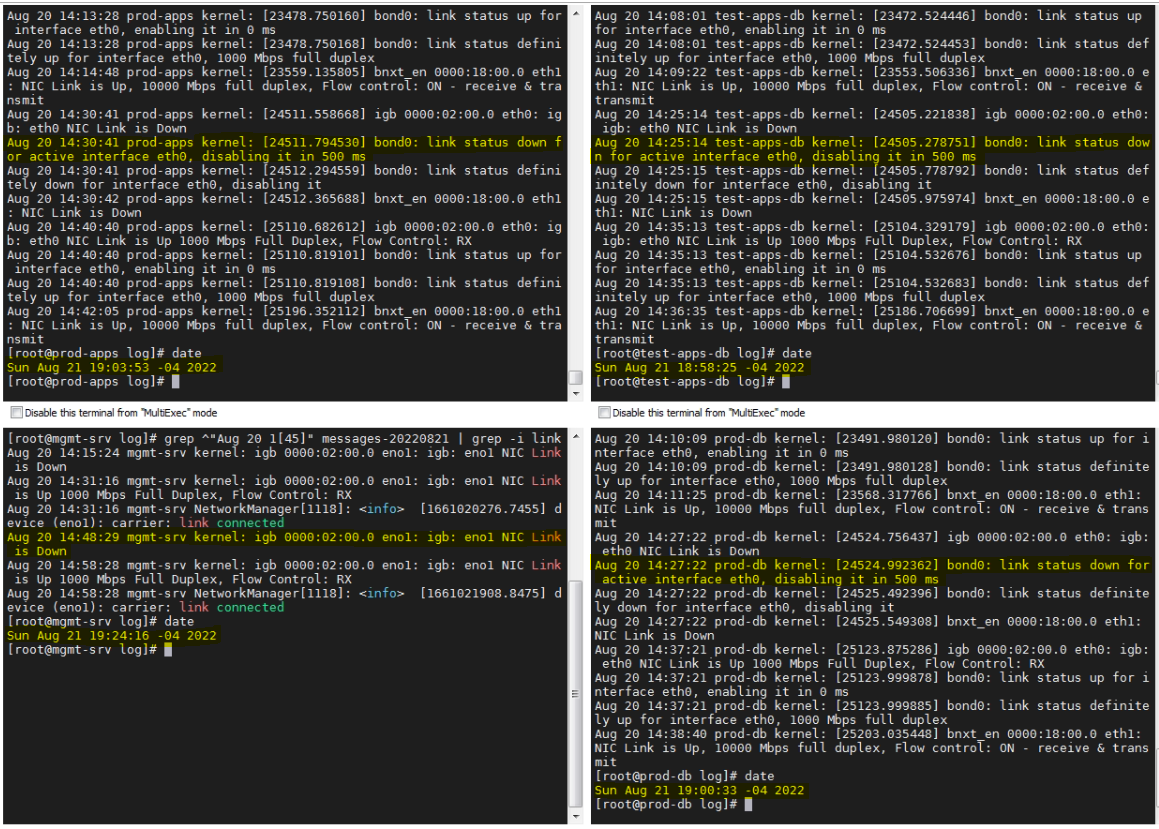 Aug 20 14:13:28 prod-apps kernel: [23478.750160] bond0: link status up for
 interface eth0, enabling it in 0 ms
Aug 20 14:13:28 prod-apps kernel: [23478.750168] bond0: link status defini
tely up for interface eth0, 1000 Mbps full duplex
Aug 20 14:14:48 prod-apps kernel: [23559.135805] bnxt_en 0000:18:00.0 eth1
: NIC Link is Up, 10000 Mbps full duplex, Flow control: ON - receive & tra
nsmit
Aug 20 14:30:41 prod-apps kernel: [24511.558668] igb 0000:02:00.0 eth0: ig
b: eth0 NIC Link is Down
Aug 20 14:30:41 prod-apps kernel: [24511.794530] bond0: link status down f
or active interface eth0, disabling it in 500 ms
Aug 20 14:30:41 prod-apps kernel: [24512.294559] bond0: link status defini
tely down for interface eth0, disabling it
Aug 20 14:30:42 prod-apps kernel: [24512.365688] bnxt_en 0000:18:00.0 eth1
: NIC Link is Down
Aug 20 14:40:40 prod-apps kernel: [25110.682612] igb 0000:02:00.0 eth0: ig
b: eth0 NIC Link is Up 1000 Mbps Full Duplex, Flow Control: RX
Aug 20 14:40:40 prod-apps kernel: [25110.819101] bond0: link status up for
 interface eth0, enabling it in 0 ms
Aug 20 14:40:40 prod-apps kernel: [25110.819108] bond0: link status defini
tely up for interface eth0, 1000 Mbps full duplex
Aug 20 14:42:05 prod-apps kernel: [25196.352112] bnxt_en 0000:18:00.0 eth1
: NIC Link is Up, 10000 Mbps full duplex, Flow control: ON - receive & tra
nsmit
[root@prod-apps log]# date
Sun Aug 21 19:03:53 -04 2022
[root@prod-apps log]#
Disable this terminal from "MultiExec" mode
Aug 20 14:08:01 test-apps-db kernel: [23472.524446] bond0: link status up
for interface eth0, enabling it in 0 ms
Aug 20 14:08:01 test-apps-db kernel: [23472.524453] bond0: link status def
initely up for interface eth0, 1000 Mbps full duplex
Aug 20 14:09:22 test-apps-db kernel: [23553.506336] bnxt_en 0000:18:00.0 e
th1: NIC Link is Up, 10000 Mbps full duplex, Flow control: ON - receive &
transmit
Aug 20 14:25:14 test-apps-db kernel: [24505.221838] igb 0000:02:00.0 eth0:
 igb: eth0 NIC Link is Down
Aug 20 14:25:14 test-apps-db kernel: [24505.278751] bond0: link status dow
n for active interface eth0, disabling it in 500 ms
Aug 20 14:25:15 test-apps-db kernel: [24505.778792] bond0: link status def
initely down for interface eth0, disabling it
Aug 20 14:25:15 test-apps-db kernel: [24505.975974] bnxt_en 0000:18:00.0 e
th1: NIC Link is Down
Aug 20 14:35:13 test-apps-db kernel: [25104.329179] igb 0000:02:00.0 eth0:
 igb: eth0 NIC Link is Up 1000 Mbps Full Duplex, Flow Control: RX
Aug 20 14:35:13 test-apps-db kernel: [25104.532676] bond0: link status up
for interface eth0, enabling it in 0 ms
Aug 20 14:35:13 test-apps-db kernel: [25104.532683] bond0: link status def
initely up for interface eth0, 1000 Mbps full duplex
Aug 20 14:36:35 test-apps-db kernel: [25186.706699] bnxt_en 0000:18:00.0 e
th1: NIC Link is Up, 10000 Mbps full duplex, Flow control: ON - receive &
transmit
[root@test-apps-db log]# date
Sun Aug 21 18:58:25 -04 2022
[root@test-apps-db log]#
Disable this terminal from "MultiExec" mode
[root@mgmt-srv log]# grep ^"Aug 20 1[45]" messages-20220821 | grep -i link
Aug 20 14:15:24 mgmt-srv kernel: igb 0000:02:00.0 eno1: igb: eno1 NIC Link
 is Down
Aug 20 14:31:16 mgmt-srv kernel: igb 0000:02:00.0 eno1: igb: eno1 NIC Link
 is Up 1000 Mbps Full Duplex, Flow Control: RX
Aug 20 14:31:16 mgmt-srv NetworkManager[1118]: <info>  [1661020276.7455] d
evice (eno1): carrier: link connected
Aug 20 14:48:29 mgmt-srv kernel: igb 0000:02:00.0 eno1: igb: eno1 NIC Link
 is Down
Aug 20 14:58:28 mgmt-srv kernel: igb 0000:02:00.0 eno1: igb: eno1 NIC Link
 is Up 1000 Mbps Full Duplex, Flow Control: RX
Aug 20 14:58:28 mgmt-srv NetworkManager[1118]: <info>  [1661021908.8475] d
evice (eno1): carrier: link connected
[root@mgmt-srv log]# date
Sun Aug 21 19:24:16 -04 2022
[root@mgmt-srv log]#
Aug 20 14:10:09 prod-db kernel: [23491.980120] bond0: link status up for i
nterface eth0, enabling it in 0 ms
Aug 20 14:10:09 prod-db kernel: [23491.980128] bond0: link status definite
ly up for interface eth0, 1000 Mbps full duplex
Aug 20 14:11:25 prod-db kernel: [23568.317766] bnxt_en 0000:18:00.0 eth1:
NIC Link is Up, 10000 Mbps full duplex, Flow control: ON - receive & trans
mit
Aug 20 14:27:22 prod-db kernel: [24524.756437] igb 0000:02:00.0 eth0: igb:
 eth0 NIC Link is Down
Aug 20 14:27:22 prod-db kernel: [24524.992362] bond0: link status down for
 active interface eth0, disabling it in 500 ms
Aug 20 14:27:22 prod-db kernel: [24525.492396] bond0: link status definite
ly down for interface eth0, disabling it
Aug 20 14:27:22 prod-db kernel: [24525.549308] bnxt_en 0000:18:00.0 eth1:
NIC Link is Down
Aug 20 14:37:21 prod-db kernel: [25123.875286] igb 0000:02:00.0 eth0: igb:
 eth0 NIC Link is Up 1000 Mbps Full Duplex, Flow Control: RX
Aug 20 14:37:21 prod-db kernel: [25123.999878] bond0: link status up for i
nterface eth0, enabling it in 0 ms
Aug 20 14:37:21 prod-db kernel: [25123.999885] bond0: link status definite
ly up for interface eth0, 1000 Mbps full duplex
Aug 20 14:38:40 prod-db kernel: [25203.035448] bnxt_en 0000:18:00.0 eth1:
NIC Link is Up, 10000 Mbps full duplex, Flow control: ON - receive & trans
mit
[root@prod-db log]# date
Sun Aug 21 19:00:33 -04 2022
[root@prod-db log]#